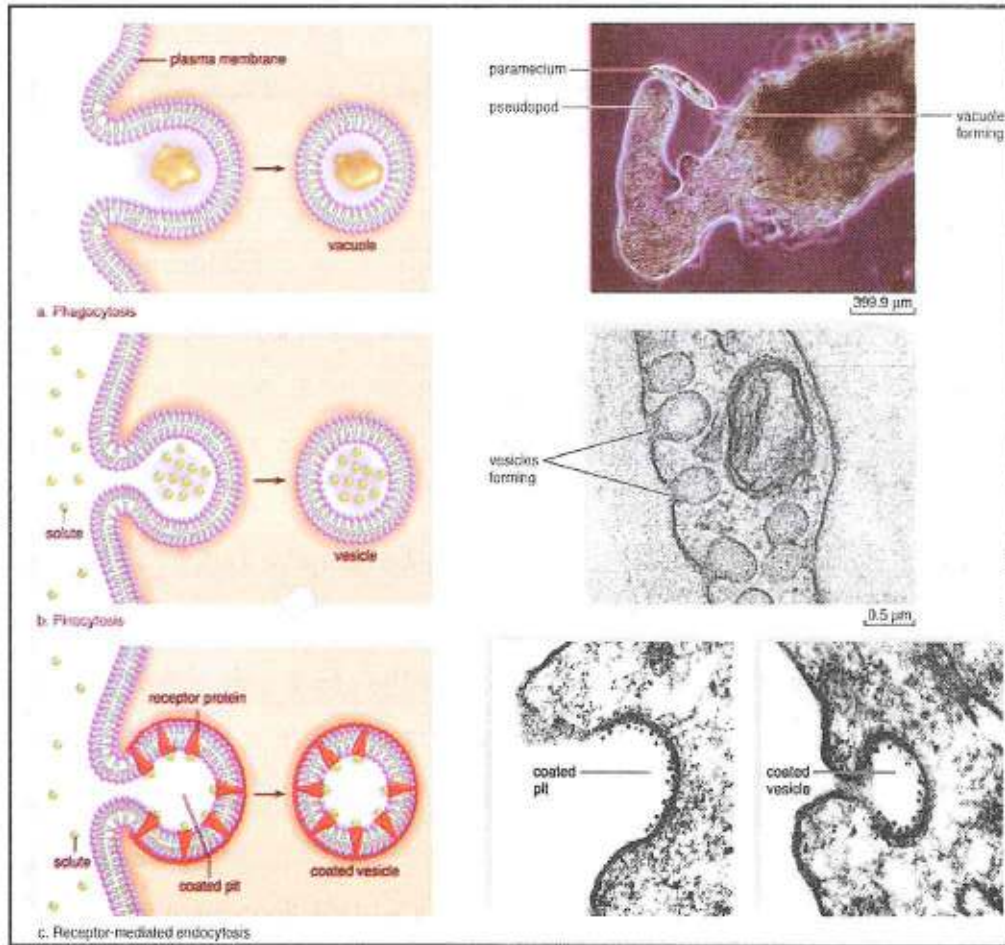 plasma membrane
vacuole
paramecium
pseudopod
vacuole
forming
399.9 µm
a. Phagocytosis
solute
vesicle
vesicles
forming
0.5 µm
b. Pinocytosis
receptor protein
solute
coated pit
coated vesicle
coated
pit
coated
vesicle
c. Receptor-mediated endocytosis